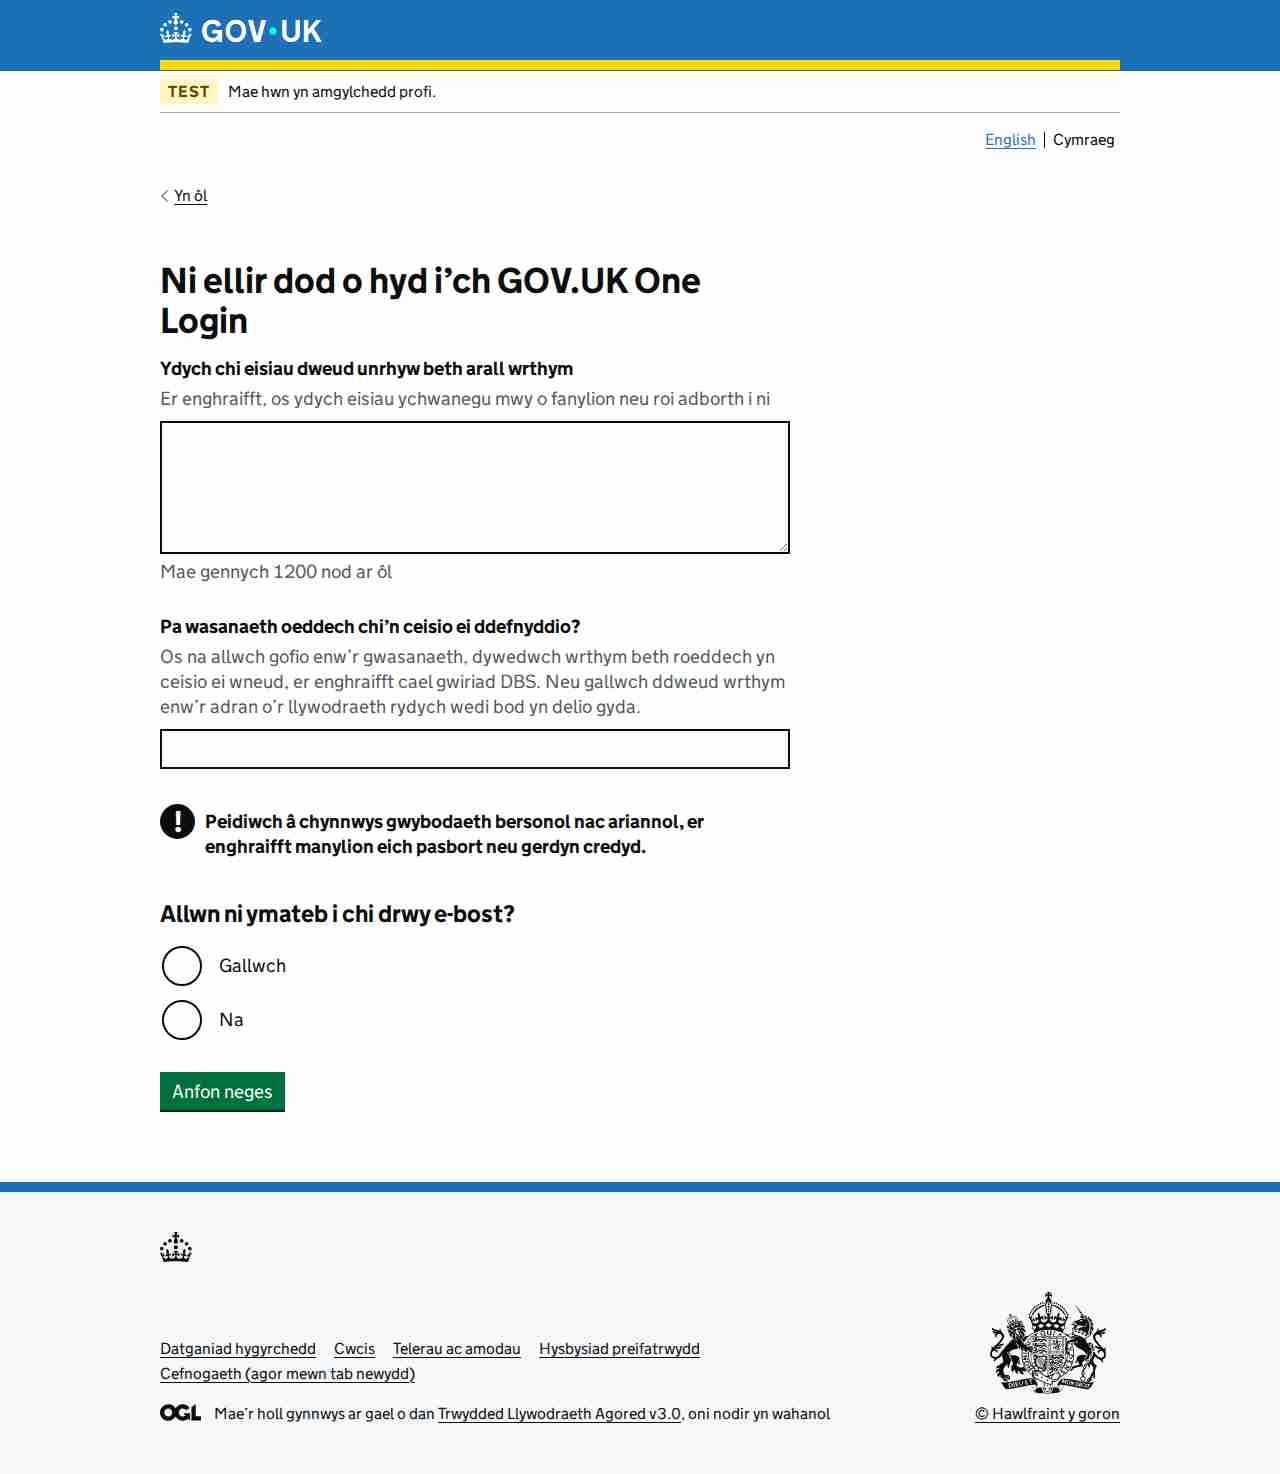 GOV•UK
TEST Mae hwn yn amgylchedd profi.
English | Cymraeg
Yn ôl
Ni ellir dod o hyd i’ch GOV.UK One
Login
Ydych chi eisiau dweud unrhyw beth arall wrthym
Er enghraifft, os ydych eisiau ychwanegu mwy o fanylion neu roi adborth i ni
Mae gennych 1200 nod ar ôl
Pa wasanaeth oeddech chi’n ceisio ei ddefnyddio?
Os na allwch gofio enw’r gwasanaeth, dywedwch wrthym beth roeddech yn
ceisio ei wneud, er enghraifft cael gwiriad DBS. Neu gallwch ddweud wrthym
enw’r adran o’r llywodraeth rydych wedi bod yn delio gyda.
! Peidiwch â chynnwys gwybodaeth bersonol nac ariannol, er
enghraifft manylion eich pasbort neu gerdyn credyd.
Allwn ni ymateb i chi drwy e-bost?
Gallwch
Na
Anfon neges
Datganiad hygyrchedd Cwcis Telerau ac amodau Hysbysiad preifatrwydd
Cefnogaeth (agor mewn tab newydd)
OGL Mae’r holl gynnwys ar gael o dan Trwydded Llywodraeth Agored v3.0, oni nodir yn wahanol
© Hawlfraint y goron